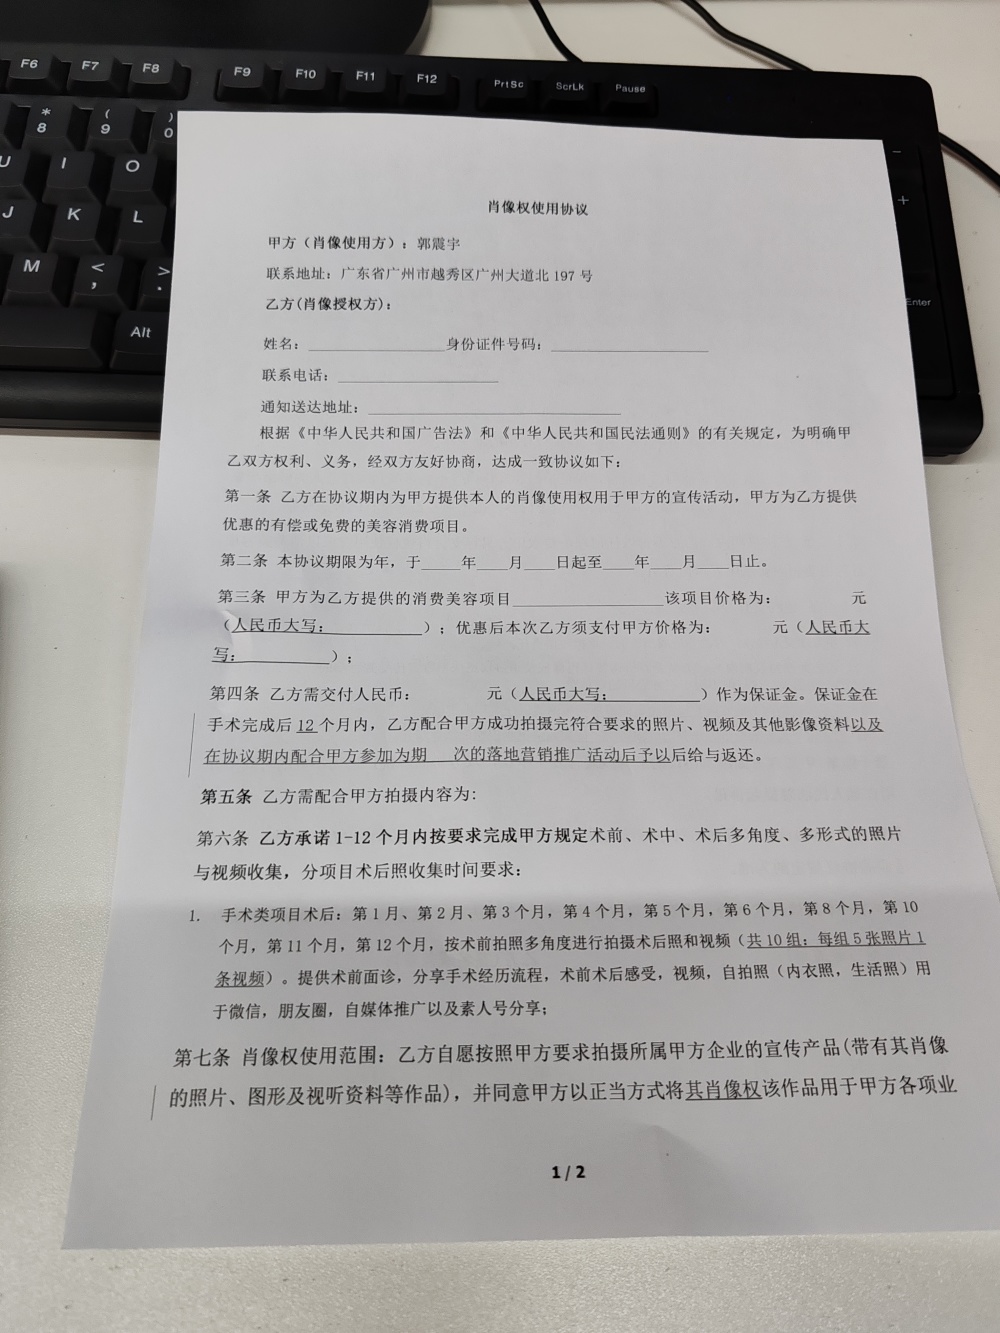 F6 F7 F8 F9 F10 F11 F12 PrtSc ScrLk Pause
* 8 ( 9 ) 0
U I O
J K L
M < , > .
Alt
- + Enter
肖像权使用协议
甲方（肖像使用方）：郭震宇
联系地址：广东省广州市越秀区广州大道北 197 号
乙方(肖像授权方)：
姓名：________________身份证件号码：___________________
联系电话：___________________
通知送达地址：______________________________
根据《中华人民共和国广告法》和《中华人民共和国民法通则》的有关规定，为明确甲
乙双方权利、义务，经双方友好协商，达成一致协议如下：
第一条 乙方在协议期内为甲方提供本人的肖像使用权用于甲方的宣传活动，甲方为乙方提供
优惠的有偿或免费的美容消费项目。
第二条 本协议期限为年，于_____年____月____日起至____年____月____日止。
第三条 甲方为乙方提供的消费美容项目___________________该项目价格为： 元
（人民币大写：____________）；优惠后本次乙方须支付甲方价格为： 元（人民币大
写：____________）；
第四条 乙方需交付人民币： 元（人民币大写：___________）作为保证金。保证金在
手术完成后 12 个月内，乙方配合甲方成功拍摄完符合要求的照片、视频及其他影像资料以及
在协议期内配合甲方参加为期___次的落地营销推广活动后予以后给与返还。
第五条 乙方需配合甲方拍摄内容为：
第六条 乙方承诺 1-12 个月内按要求完成甲方规定术前、术中、术后多角度、多形式的照片
与视频收集，分项目术后照收集时间要求：
1. 手术类项目术后：第 1 月、第 2 月、第 3 个月，第 4 个月，第 5 个月，第 6 个月，第 8 个月，第 10
个月，第 11 个月，第 12 个月，按术前拍照多角度进行拍摄术后照和视频（共 10 组；每组 5 张照片 1
条视频）。提供术前面诊，分享手术经历流程，术前术后感受，视频，自拍照（内衣照，生活照）用
于微信，朋友圈，自媒体推广以及素人号分享；
第七条 肖像权使用范围：乙方自愿按照甲方要求拍摄所属甲方企业的宣传产品(带有其肖像
的照片、图形及视听资料等作品)，并同意甲方以正当方式将其肖像权该作品用于甲方各项业
1 / 2